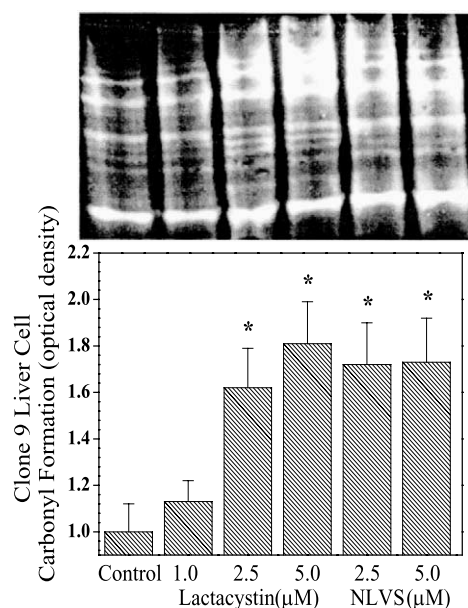 Clone 9 Liver Cell
Carbonyl Formation (optical density)
2.2
2.0
1.8
1.6
1.4
1.2
1.0
* * * *
Control 1.0 2.5 5.0 2.5 5.0
Lactacystin(µM) NLVS(µM)